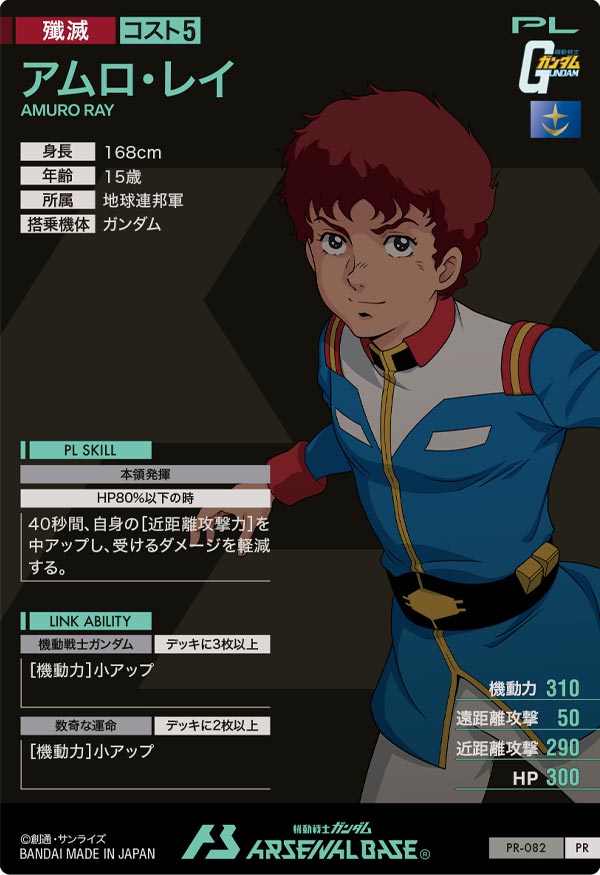 殲滅 コスト5
PL
アムロ・レイ
AMURO RAY
機動戦士
ガンダム
GUNDAM
身長 168cm
年齢 15歳
所属 地球連邦軍
搭乗機体 ガンダム
PL SKILL
本領発揮
HP80%以下の時
40秒間、自身の[近距離攻撃力]を
中アップし、受けるダメージを軽減
する。
LINK ABILITY
機動戦士ガンダム デッキに3枚以上
[機動力]小アップ
数奇な運命 デッキに2枚以上
[機動力]小アップ
機動力 310
遠距離攻撃 50
近距離攻撃 290
HP 300
©創通・サンライズ
BANDAI MADE IN JAPAN
機動戦士ガンダム
AB ARSENAL BASE®
PR-082 PR